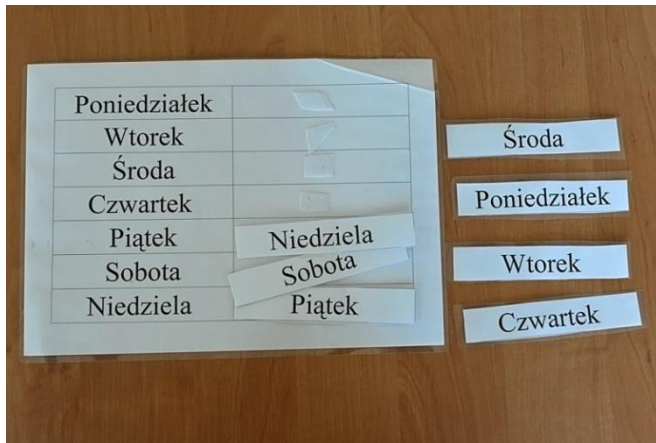 Poniedziałek
Wtorek
Środa
Czwartek
Piątek
Sobota
Niedziela
Niedziela
Sobota
Piątek
Środa
Poniedziałek
Wtorek
Czwartek